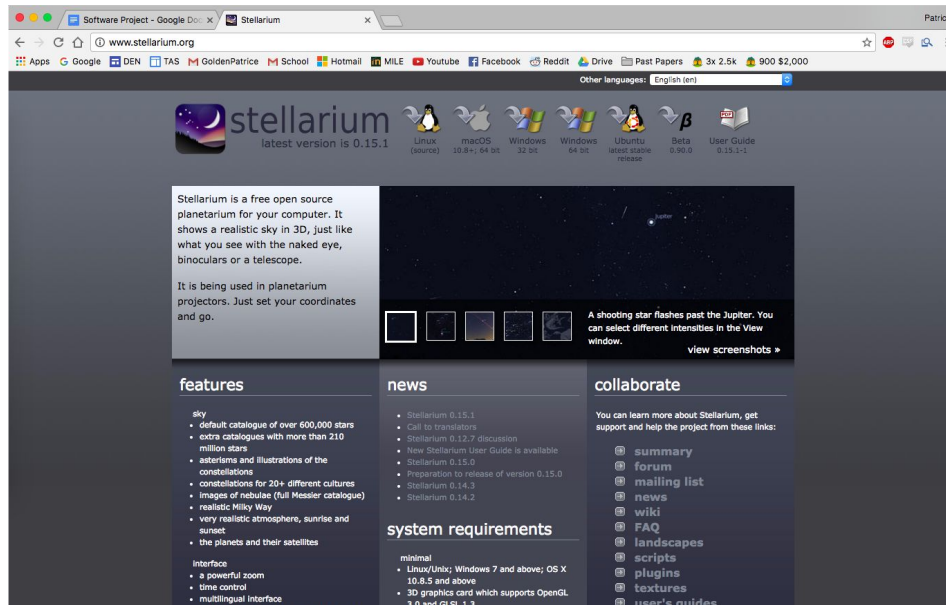 Software Project - Google Doc
Stellarium
Patric
www.stellarium.org
ABP
Apps
Google
DEN
TAS
GoldenPatrice
School
Hotmail
MILE
Youtube
Facebook
Reddit
Drive
Past Papers
3x 2.5k
900 $2,000
Other languages: English (en)
stellarium
latest version is 0.15.1
Linux
(source)
macOS
10.8+; 64 bit
Windows
32 bit
Windows
64 bit
Ubuntu
latest stable
release
β
Beta
0.90.0
PDF
User Guide
0.15.1-1
Stellarium is a free open source
planetarium for your computer. It
shows a realistic sky in 3D, just like
what you see with the naked eye,
binoculars or a telescope.
It is being used in planetarium
projectors. Just set your coordinates
and go.
Jupiter
A shooting star flashes past the Jupiter. You
can select different intensities in the View
window.
view screenshots »
features
sky
• default catalogue of over 600,000 stars
• extra catalogues with more than 210
million stars
• asterisms and illustrations of the
constellations
• constellations for 20+ different cultures
• images of nebulae (full Messier catalogue)
• realistic Milky Way
• very realistic atmosphere, sunrise and
sunset
• the planets and their satellites
interface
• a powerful zoom
• time control
• multilingual interface
news
• Stellarium 0.15.1
• Call to translators
• Stellarium 0.12.7 discussion
• New Stellarium User Guide is available
• Stellarium 0.15.0
• Preparation to release of version 0.15.0
• Stellarium 0.14.3
• Stellarium 0.14.2
system requirements
minimal
• Linux/Unix; Windows 7 and above; OS X
10.8.5 and above
• 3D graphics card which supports OpenGL
3.0 and GLSL 1.3
collaborate
You can learn more about Stellarium, get
support and help the project from these links:
summary
forum
mailing list
news
wiki
FAQ
landscapes
scripts
plugins
textures
user's guides